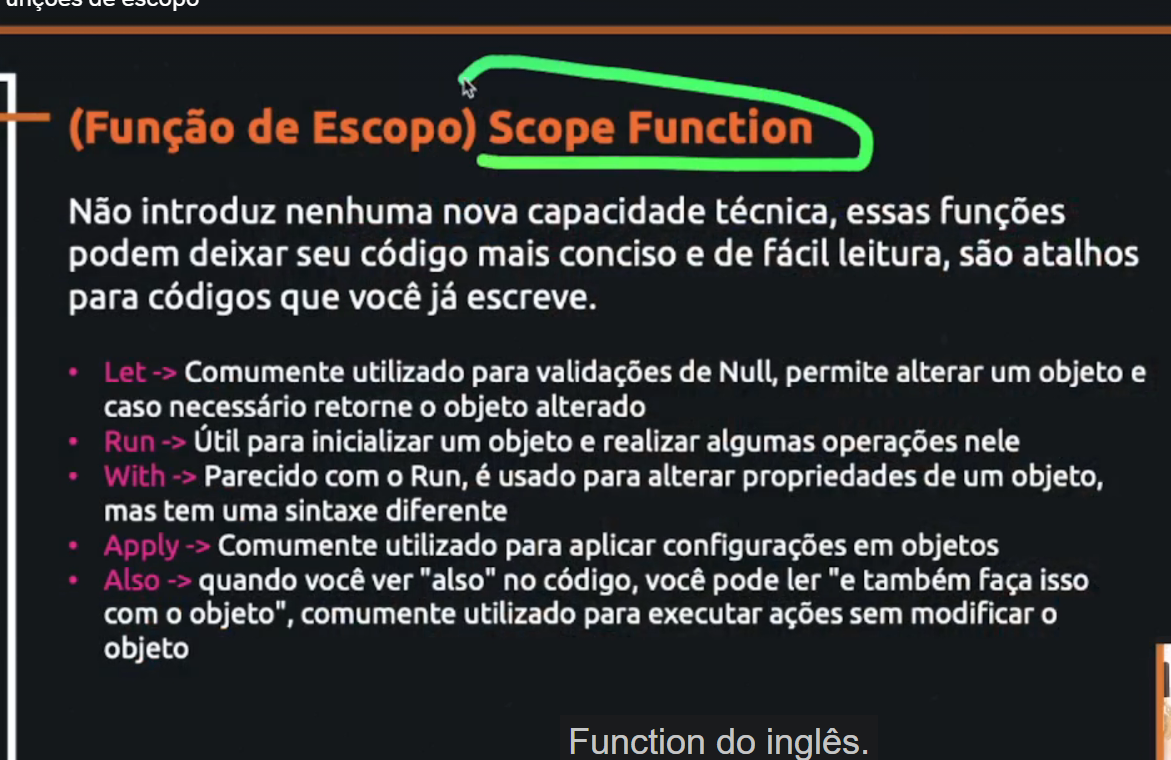 unções de escopo
(Função de Escopo) Scope Function
Não introduz nenhuma nova capacidade técnica, essas funções
podem deixar seu código mais conciso e de fácil leitura, são atalhos
para códigos que você já escreve.
• Let -> Comumente utilizado para validações de Null, permite alterar um objeto e
caso necessário retorne o objeto alterado
• Run -> Útil para inicializar um objeto e realizar algumas operações nele
• With -> Parecido com o Run, é usado para alterar propriedades de um objeto,
mas tem uma sintaxe diferente
• Apply -> Comumente utilizado para aplicar configurações em objetos
• Also -> quando você ver "also" no código, você pode ler "e também faça isso
com o objeto", comumente utilizado para executar ações sem modificar o
objeto
Function do inglês.